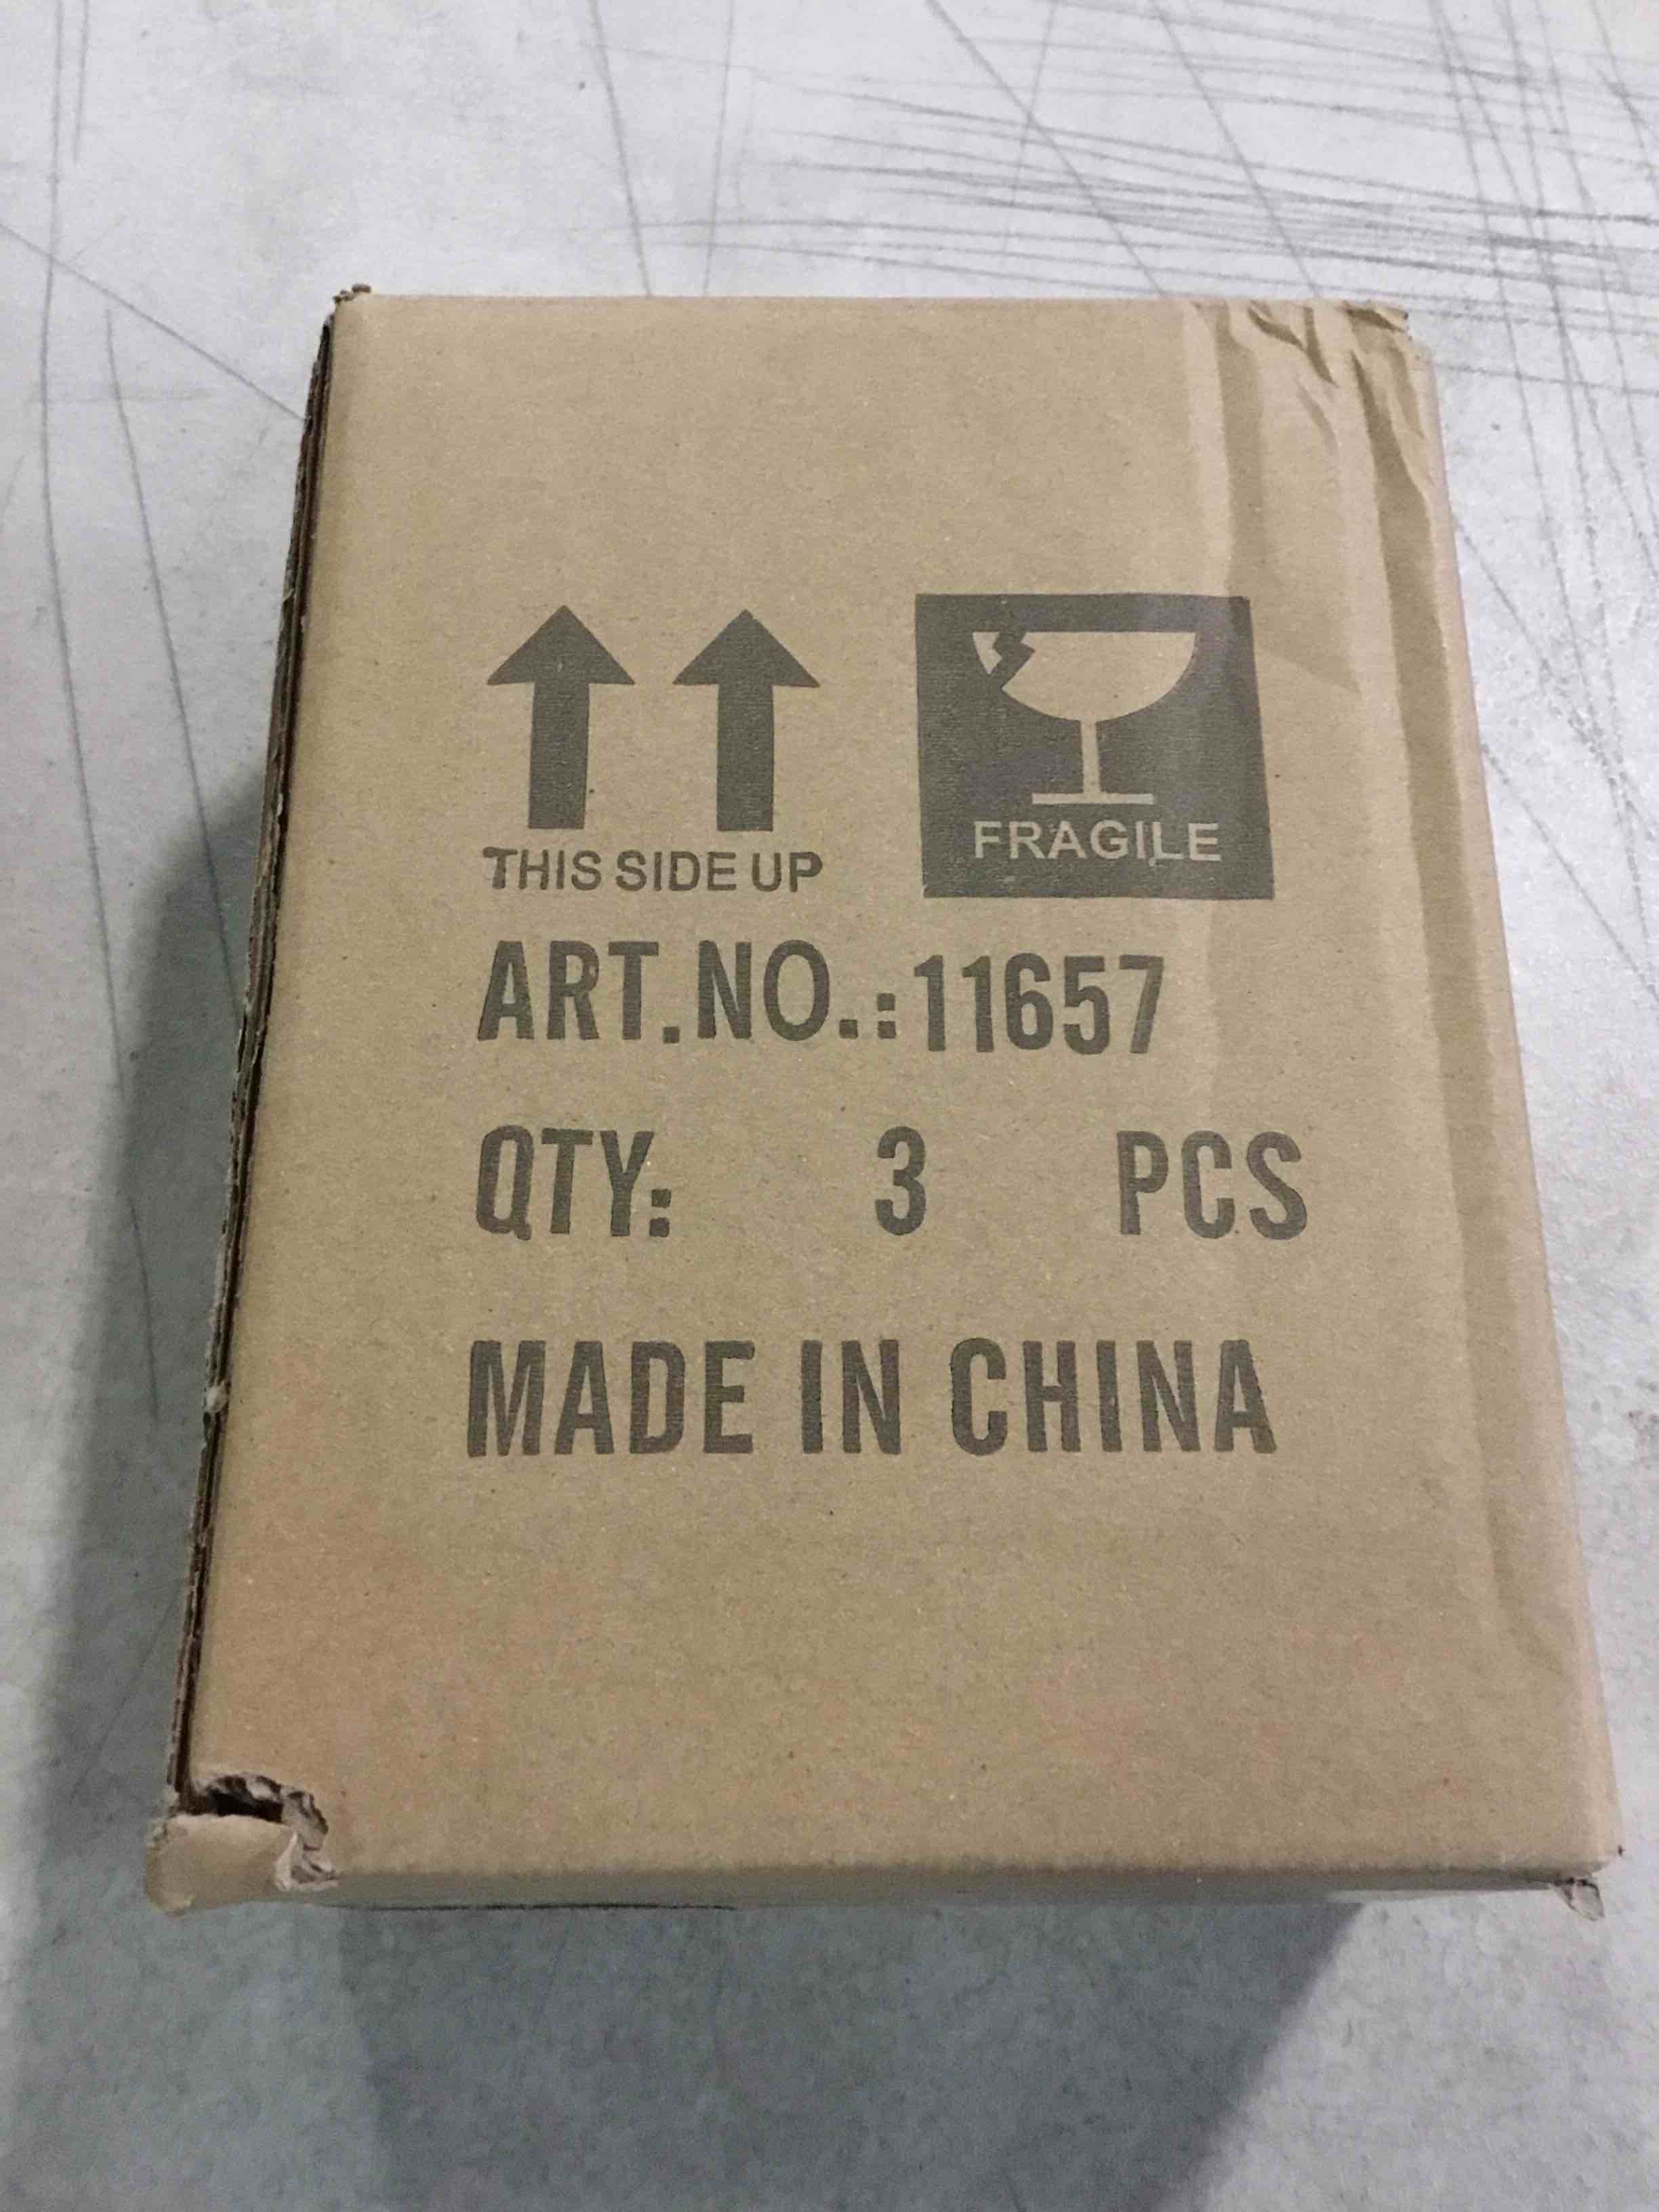 THIS SIDE UP
FRAGILE
ART.NO.:11657
QTY: 3 PCS
MADE IN CHINA